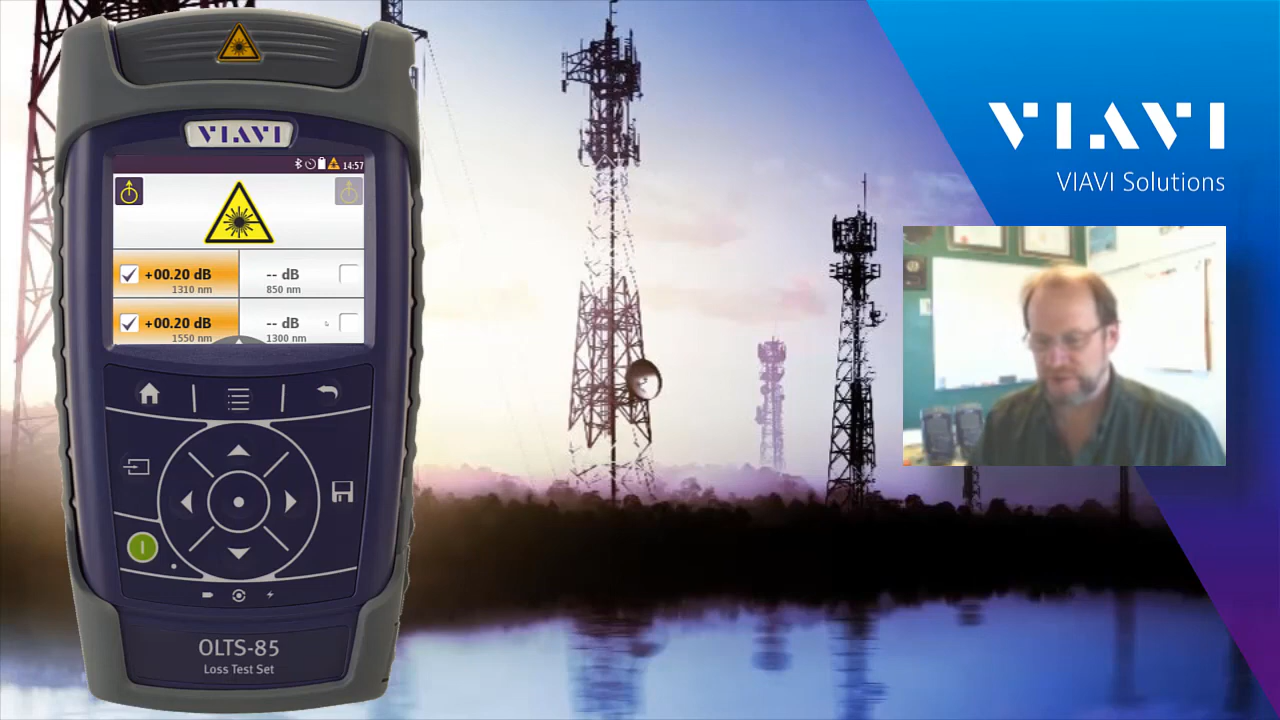 VIAVI
14:57
+00.20 dB
1310 nm
-- dB
850 nm
+00.20 dB
1550 nm
-- dB
1300 nm
OLTS-85
Loss Test Set
VIAVI
VIAVI Solutions